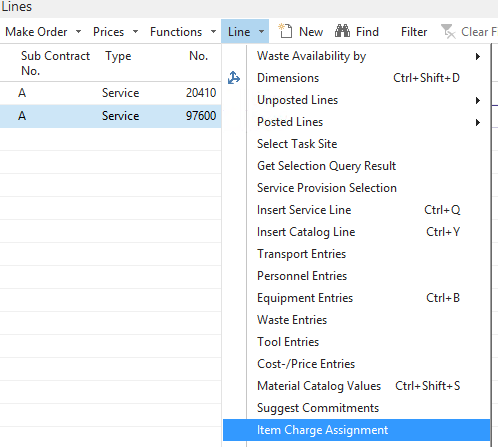 Lines
Make Order Prices Functions Line New Find Filter Clear F
Sub Contract No. Type No.
A Service 20410
A Service 97600
Waste Availability by
Dimensions Ctrl+Shift+D
Unposted Lines
Posted Lines
Select Task Site
Get Selection Query Result
Service Provision Selection
Insert Service Line Ctrl+Q
Insert Catalog Line Ctrl+Y
Transport Entries
Personnel Entries
Equipment Entries Ctrl+B
Waste Entries
Tool Entries
Cost-/Price Entries
Material Catalog Values Ctrl+Shift+S
Suggest Commitments
Item Charge Assignment